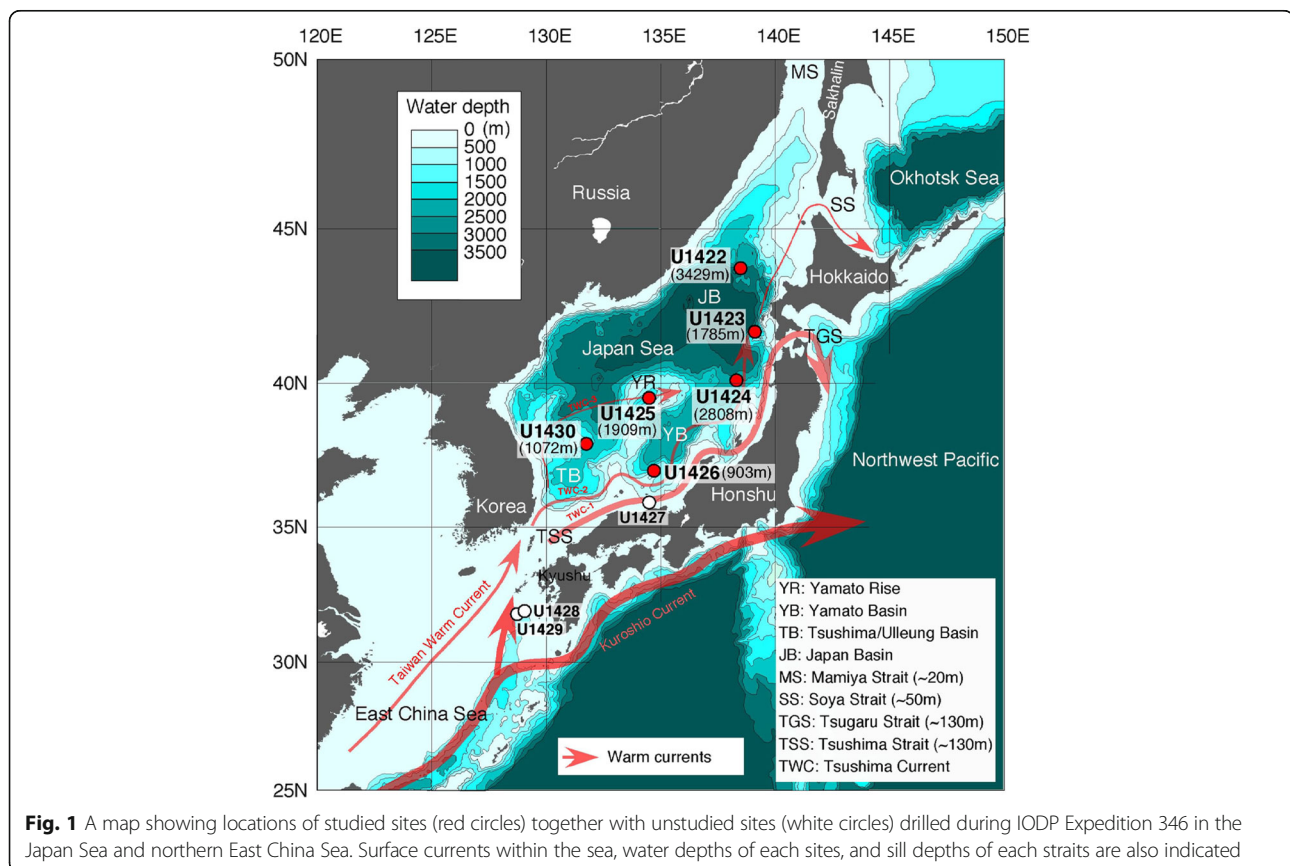 120E 125E 130E 135E 140E 145E 150E
50N
45N
40N
35N
30N
25N
Water depth
0 (m)
500
1000
1500
2000
2500
3000
3500
MS
Sakhalin
Okhotsk Sea
Russia
SS
U1422
(3429m)
Hokkaido
JB
U1423
(1785m)
TGS
Japan Sea
YR
U1424
(2808m)
U1425
(1909m)
U1430
(1072m)
YB
Northwest Pacific
TB
U1426 (903m)
TWC-2
Honshu
Korea
TWC-1
U1427
TSS
Kyushu
U1428
U1429
Taiwan Warm Current
Kuroshio Current
East China Sea
Warm currents
YR: Yamato Rise
YB: Yamato Basin
TB: Tsushima/Ulleung Basin
JB: Japan Basin
MS: Mamiya Strait (~20m)
SS: Soya Strait (~50m)
TGS: Tsugaru Strait (~130m)
TSS: Tsushima Strait (~130m)
TWC: Tsushima Current
Fig. 1 A map showing locations of studied sites (red circles) together with unstudied sites (white circles) drilled during IODP Expedition 346 in the
Japan Sea and northern East China Sea. Surface currents within the sea, water depths of each sites, and sill depths of each straits are also indicated